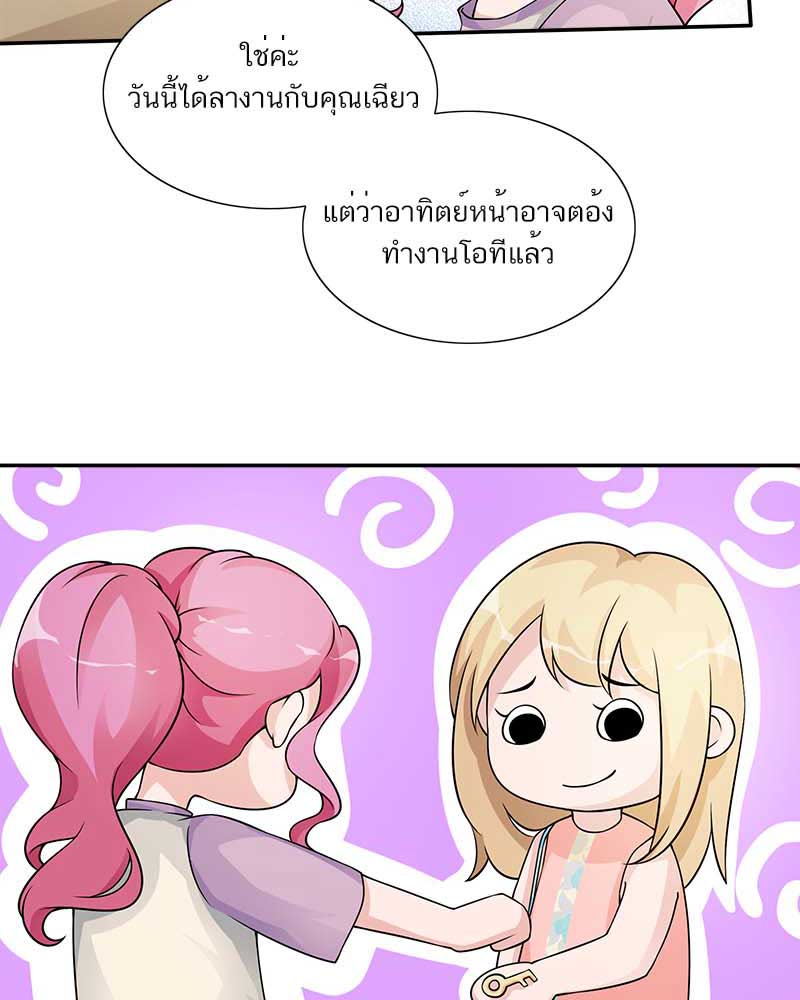 ใช่ค่ะ
วันนี้ได้ลางานกับคุณเฉียว
แต่ว่าอาทิตย์หน้าอาจตอ้ง
ทำงานโอทีแล้ว